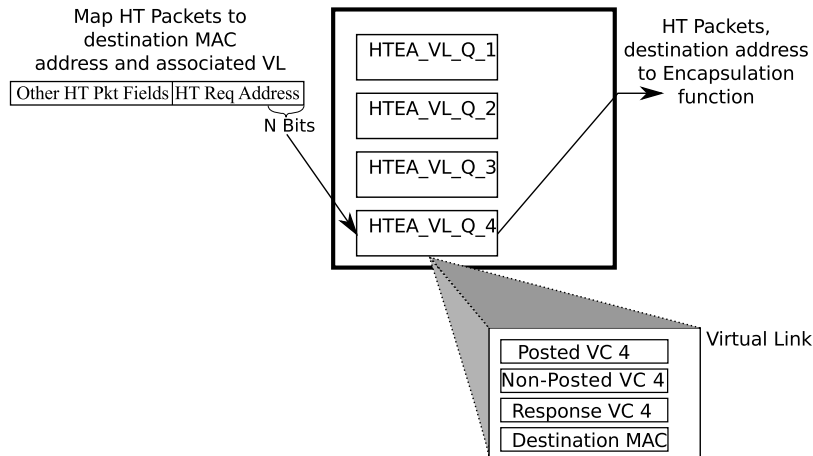 Map HT Packets to
destination MAC
address and associated VL
Other HT Pkt Fields HT Req Address
N Bits
HTEA_VL_Q_1
HTEA_VL_Q_2
HTEA_VL_Q_3
HTEA_VL_Q_4
HT Packets,
destination address
to Encapsulation
function
Virtual Link
Posted VC 4
Non-Posted VC 4
Response VC 4
Destination MAC